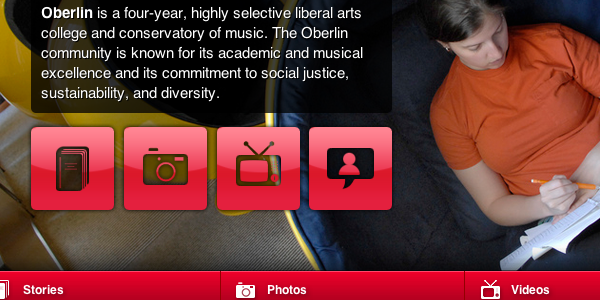 Oberlin is a four-year, highly selective liberal arts
college and conservatory of music. The Oberlin
community is known for its academic and musical
excellence and its commitment to social justice,
sustainability, and diversity.
Stories
Photos
Videos